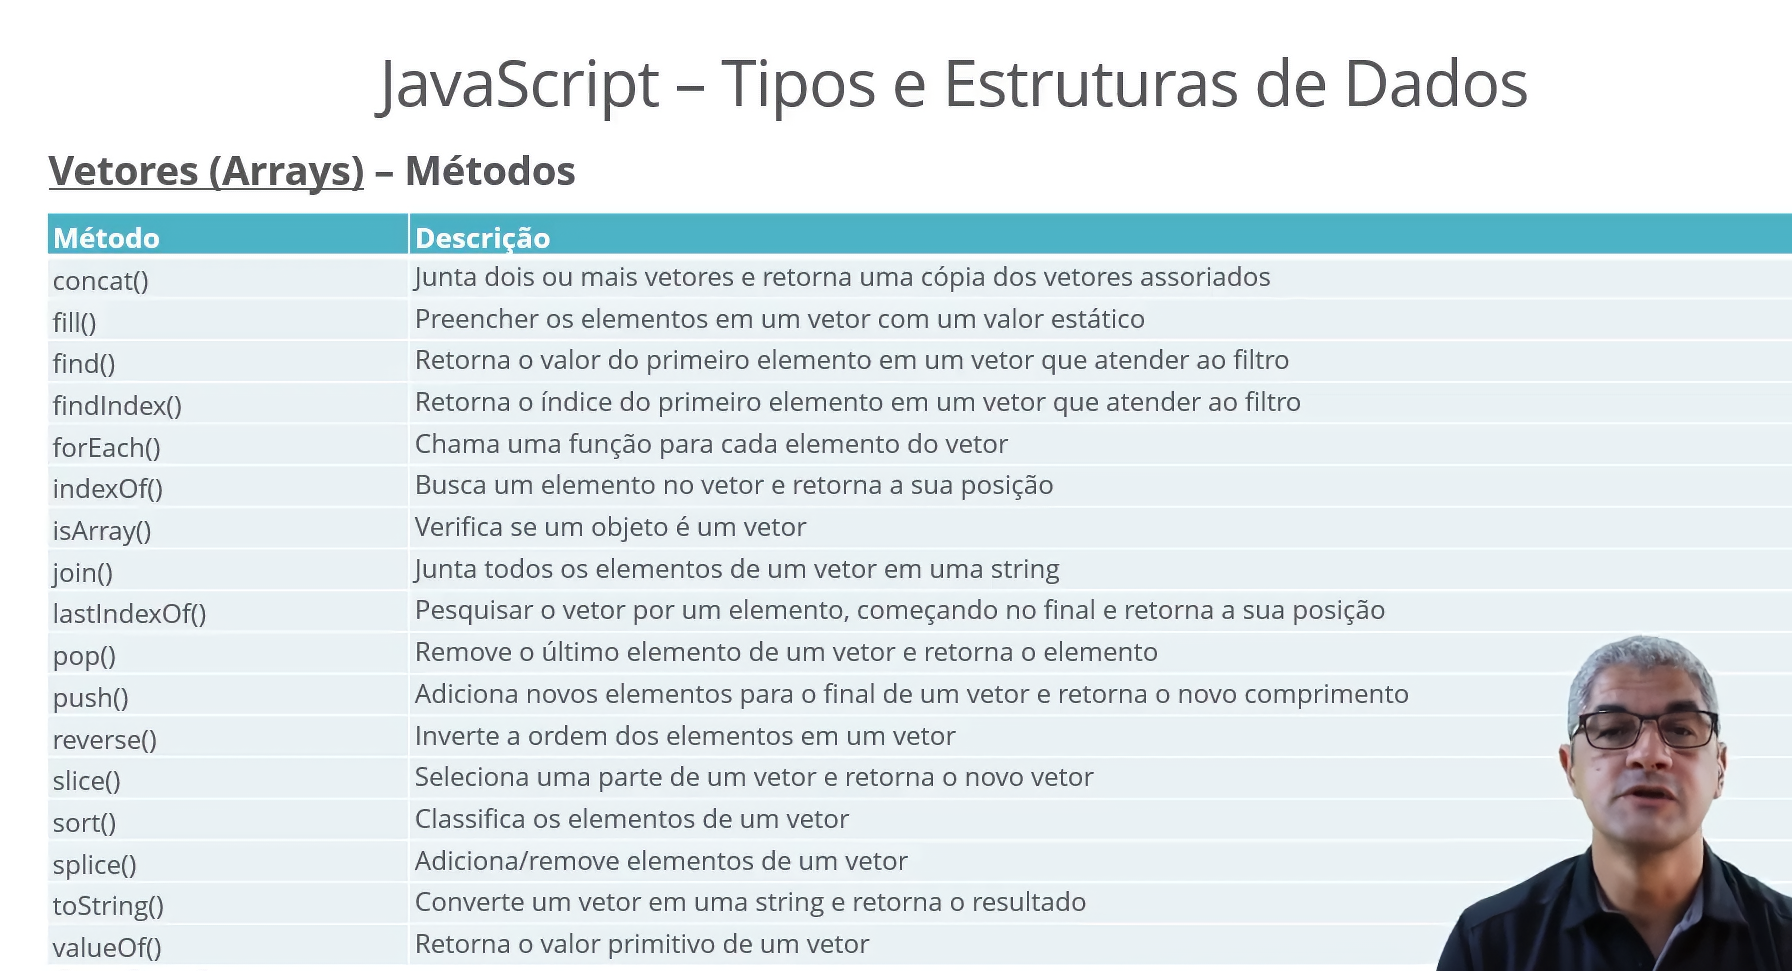 JavaScript – Tipos e Estruturas de Dados
Vetores (Arrays) – Métodos
Método Descrição
concat() Junta dois ou mais vetores e retorna uma cópia dos vetores assoriados
fill() Preencher os elementos em um vetor com um valor estático
find() Retorna o valor do primeiro elemento em um vetor que atender ao filtro
findIndex() Retorna o índice do primeiro elemento em um vetor que atender ao filtro
forEach() Chama uma função para cada elemento do vetor
indexOf() Busca um elemento no vetor e retorna a sua posição
isArray() Verifica se um objeto é um vetor
join() Junta todos os elementos de um vetor em uma string
lastIndexOf() Pesquisar o vetor por um elemento, começando no final e retorna a sua posição
pop() Remove o último elemento de um vetor e retorna o elemento
push() Adiciona novos elementos para o final de um vetor e retorna o novo comprimento
reverse() Inverte a ordem dos elementos em um vetor
slice() Seleciona uma parte de um vetor e retorna o novo vetor
sort() Classifica os elementos de um vetor
splice() Adiciona/remove elementos de um vetor
toString() Converte um vetor em uma string e retorna o resultado
valueOf() Retorna o valor primitivo de um vetor